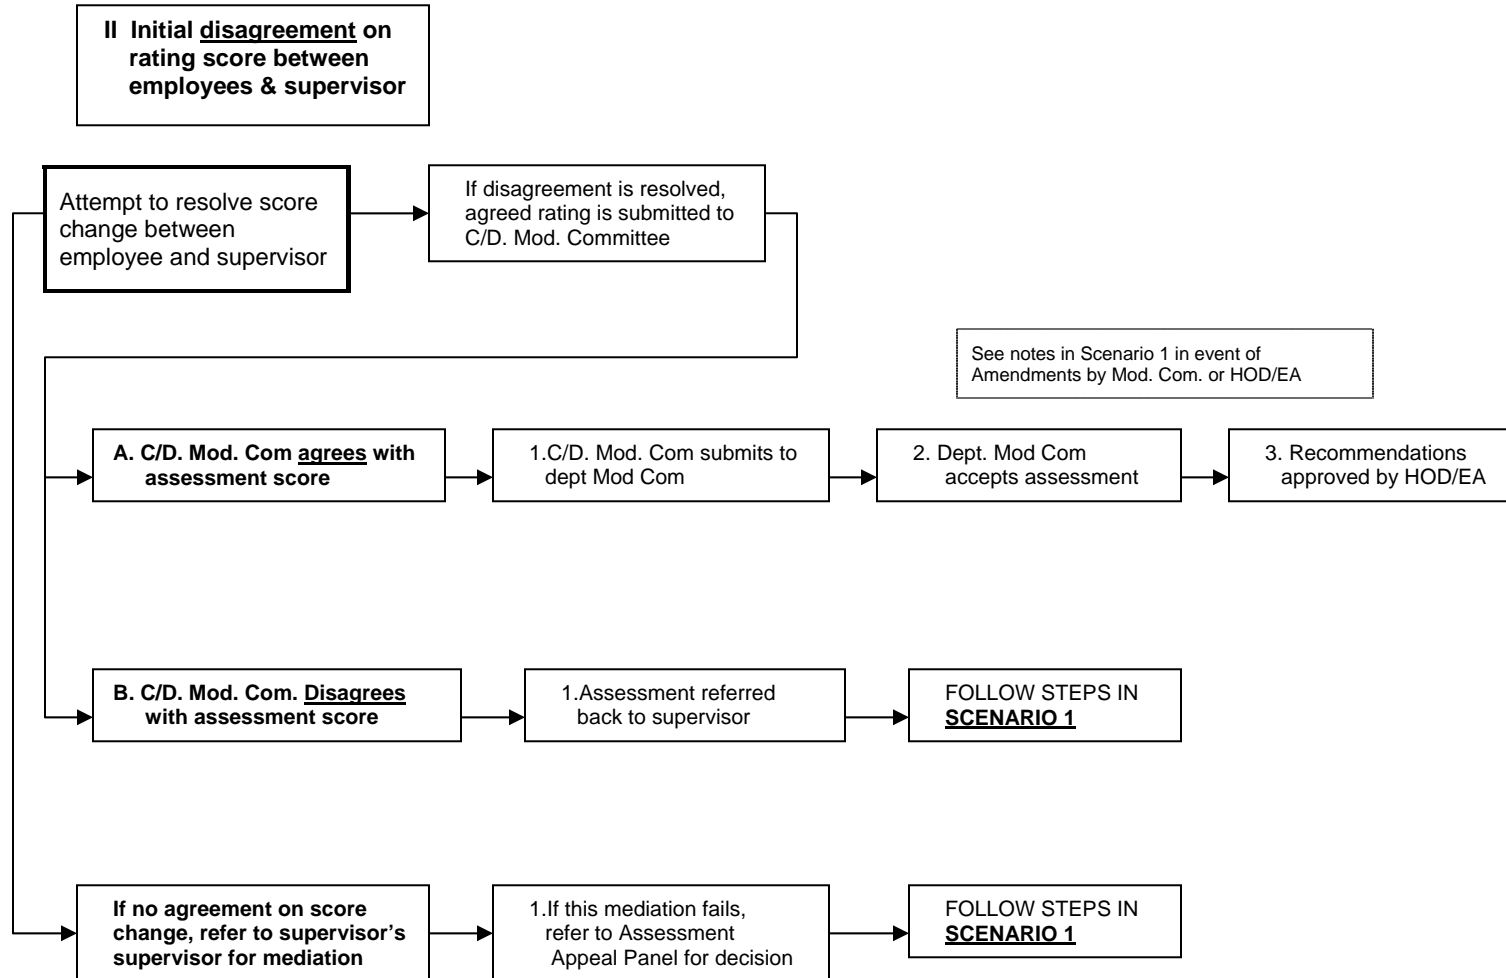 II Initial disagreement on
rating score between
employees & supervisor
Attempt to resolve score
change between
employee and supervisor
If disagreement is resolved,
agreed rating is submitted to
C/D. Mod. Committee
See notes in Scenario 1 in event of
Amendments by Mod. Com. or HOD/EA
A. C/D. Mod. Com agrees with
assessment score
1.C/D. Mod. Com submits to
dept Mod Com
2. Dept. Mod Com
accepts assessment
3. Recommendations
approved by HOD/EA
B. C/D. Mod. Com. Disagrees
with assessment score
1.Assessment referred
back to supervisor
FOLLOW STEPS IN
SCENARIO 1
If no agreement on score
change, refer to supervisor’s
supervisor for mediation
1.If this mediation fails,
refer to Assessment
Appeal Panel for decision
FOLLOW STEPS IN
SCENARIO 1